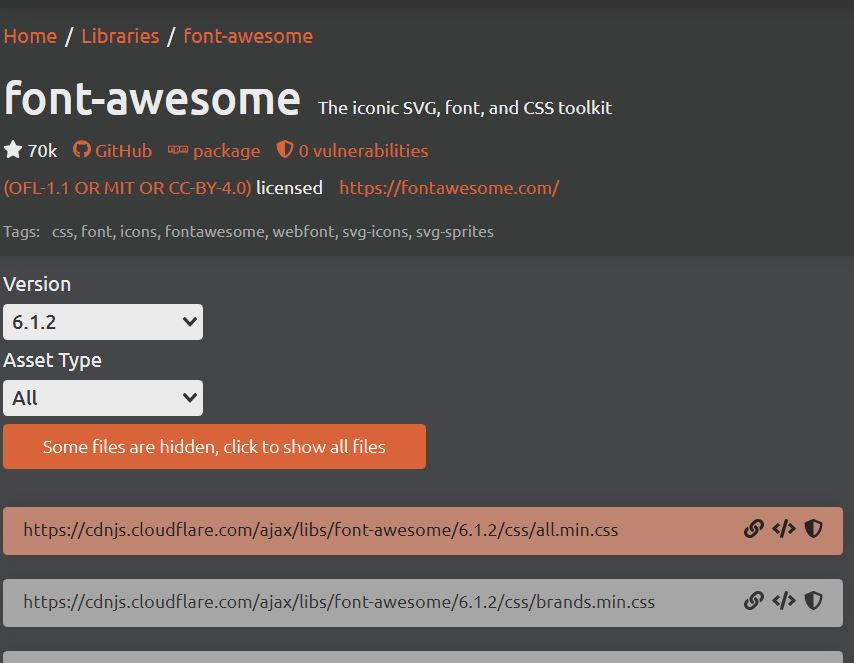 Home / Libraries / font-awesome
font-awesome The iconic SVG, font, and CSS toolkit
70k GitHub package 0 vulnerabilities
(OFL-1.1 OR MIT OR CC-BY-4.0) licensed https://fontawesome.com/
Tags: css, font, icons, fontawesome, webfont, svg-icons, svg-sprites
Version
6.1.2
Asset Type
All
Some files are hidden, click to show all files
https://cdnjs.cloudflare.com/ajax/libs/font-awesome/6.1.2/css/all.min.css
https://cdnjs.cloudflare.com/ajax/libs/font-awesome/6.1.2/css/brands.min.css